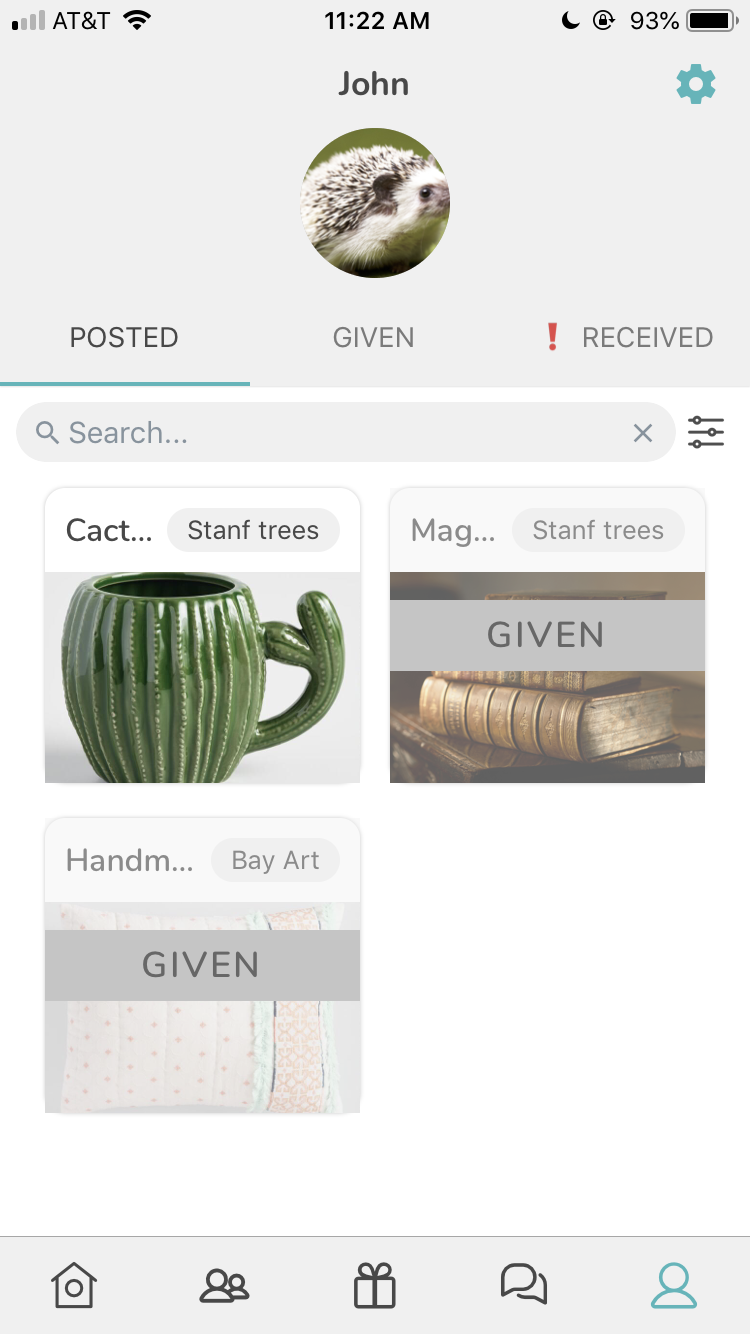 AT&T 11:22 AM 93%
John
POSTED GIVEN ❗ RECEIVED
Search...
Cact... Stanf trees
Mag... Stanf trees
GIVEN
Handm... Bay Art
GIVEN